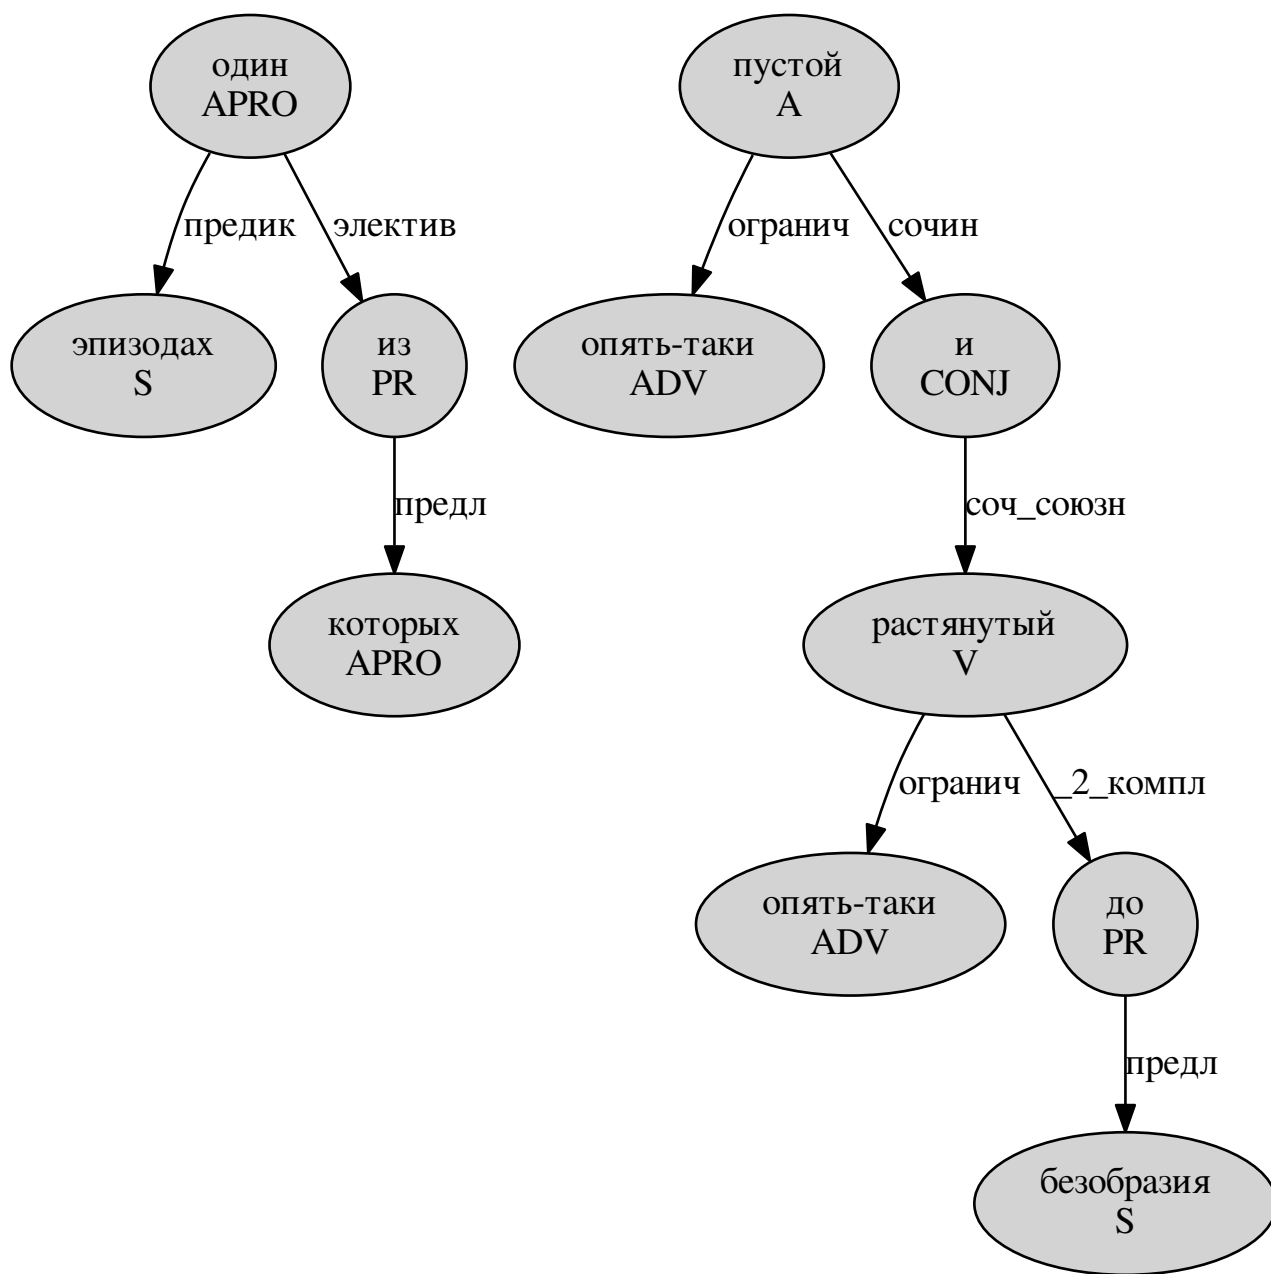 один
APRO
пустой
A
предик
электив
огранич
сочин
эпизодах
S
из
PR
опять-таки
ADV
и
CONJ
предл
соч_союзн
которых
APRO
растянутый
V
огранич
_2_компл
опять-таки
ADV
до
PR
предл
безобразия
S